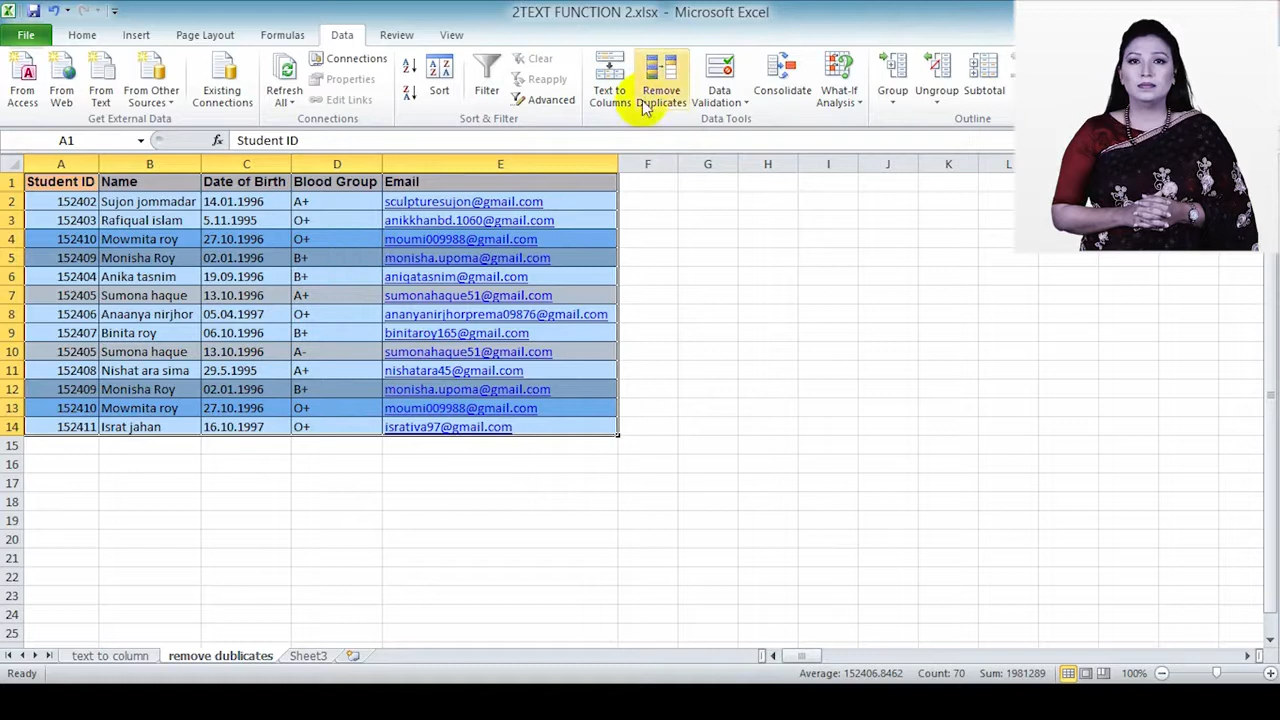 2TEXT FUNCTION 2.xlsx - Microsoft Excel
File Home Insert Page Layout Formulas Data Review View
From Access
From Web
From Text
From Other Sources
Existing Connections
Get External Data
Refresh All
Connections
Properties
Edit Links
Connections
Sort
Filter
Clear
Reapply
Advanced
Sort & Filter
Text to Columns
Remove Duplicates
Data Validation
Consolidate
What-If Analysis
Data Tools
Group
Ungroup
Subtotal
Outline
A1 fx Student ID
A B C D E F G H I J K L
1 Student ID Name Date of Birth Blood Group Email
2 152402 Sujon jommadar 14.01.1996 A+ sculpturesujon@gmail.com
3 152403 Rafiqual islam 5.11.1995 O+ anikkhanbd.1060@gmail.com
4 152410 Mowmita roy 27.10.1996 O+ moumi009988@gmail.com
5 152409 Monisha Roy 02.01.1996 B+ monisha.upoma@gmail.com
6 152404 Anika tasnim 19.09.1996 B+ aniqatasnim@gmail.com
7 152405 Sumona haque 13.10.1996 A+ sumonahaque51@gmail.com
8 152406 Anaanya nirjhor 05.04.1997 O+ ananyanirjhorprema09876@gmail.com
9 152407 Binita roy 06.10.1996 B+ binitaroy165@gmail.com
10 152405 Sumona haque 13.10.1996 A- sumonahaque51@gmail.com
11 152408 Nishat ara sima 29.5.1995 A+ nishatara45@gmail.com
12 152409 Monisha Roy 02.01.1996 B+ monisha.upoma@gmail.com
13 152410 Mowmita roy 27.10.1996 O+ moumi009988@gmail.com
14 152411 Israt jahan 16.10.1997 O+ isrativa97@gmail.com
15
16
17
18
19
20
21
22
23
24
25
text to column remove dublicates Sheet3
Ready Average: 152406.8462 Count: 70 Sum: 1981289 100%